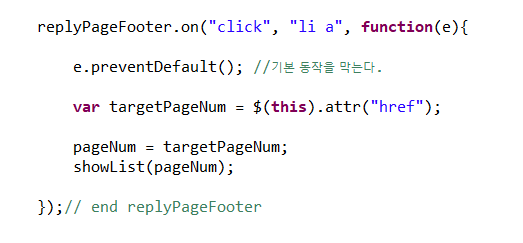 replyPageFooter.on("click", "li a", function(e){
e.preventDefault(); //기본 동작을 막는다.
var targetPageNum = $(this).attr("href");
pageNum = targetPageNum;
showList(pageNum);
});// end replyPageFooter